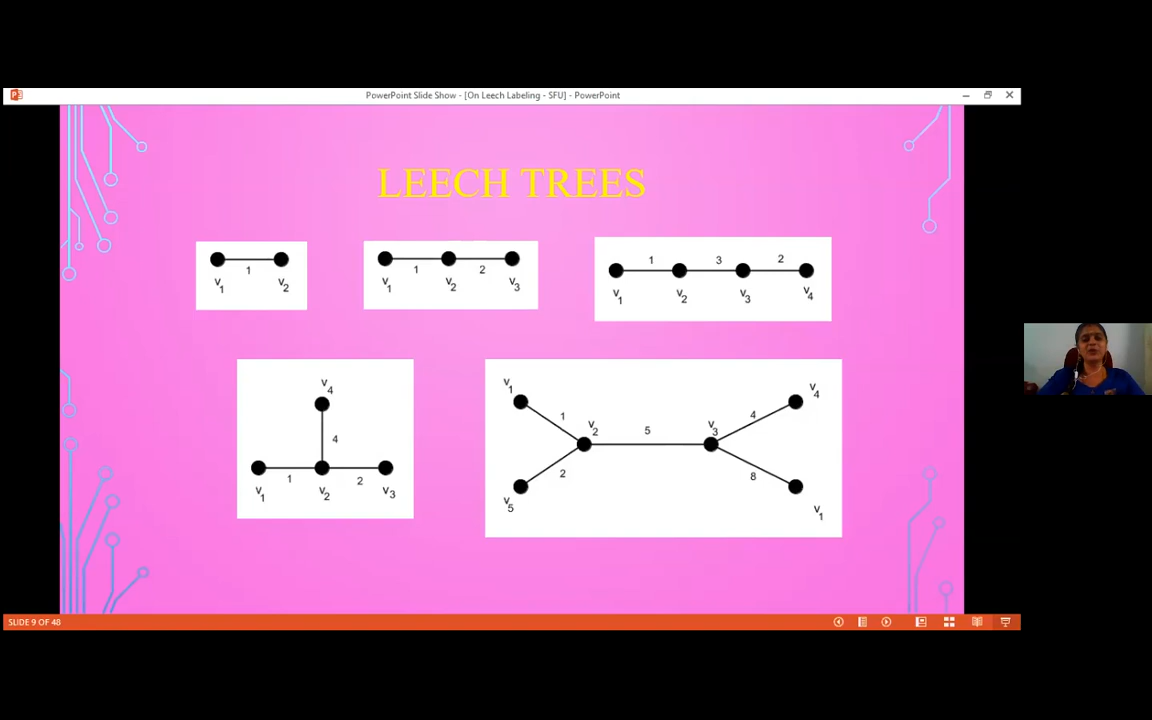 PowerPoint Slide Show - [On Leech Labeling - SFU] - PowerPoint
LEECH TREES
1
v1 v2
1 2
v1 v2 v3
1 3 2
v1 v2 v3 v4
v4
4
1 2
v1 v2 v3
v1 v4
1 4
v2 5 v3
2 8
v5 v1
SLIDE 9 OF 48